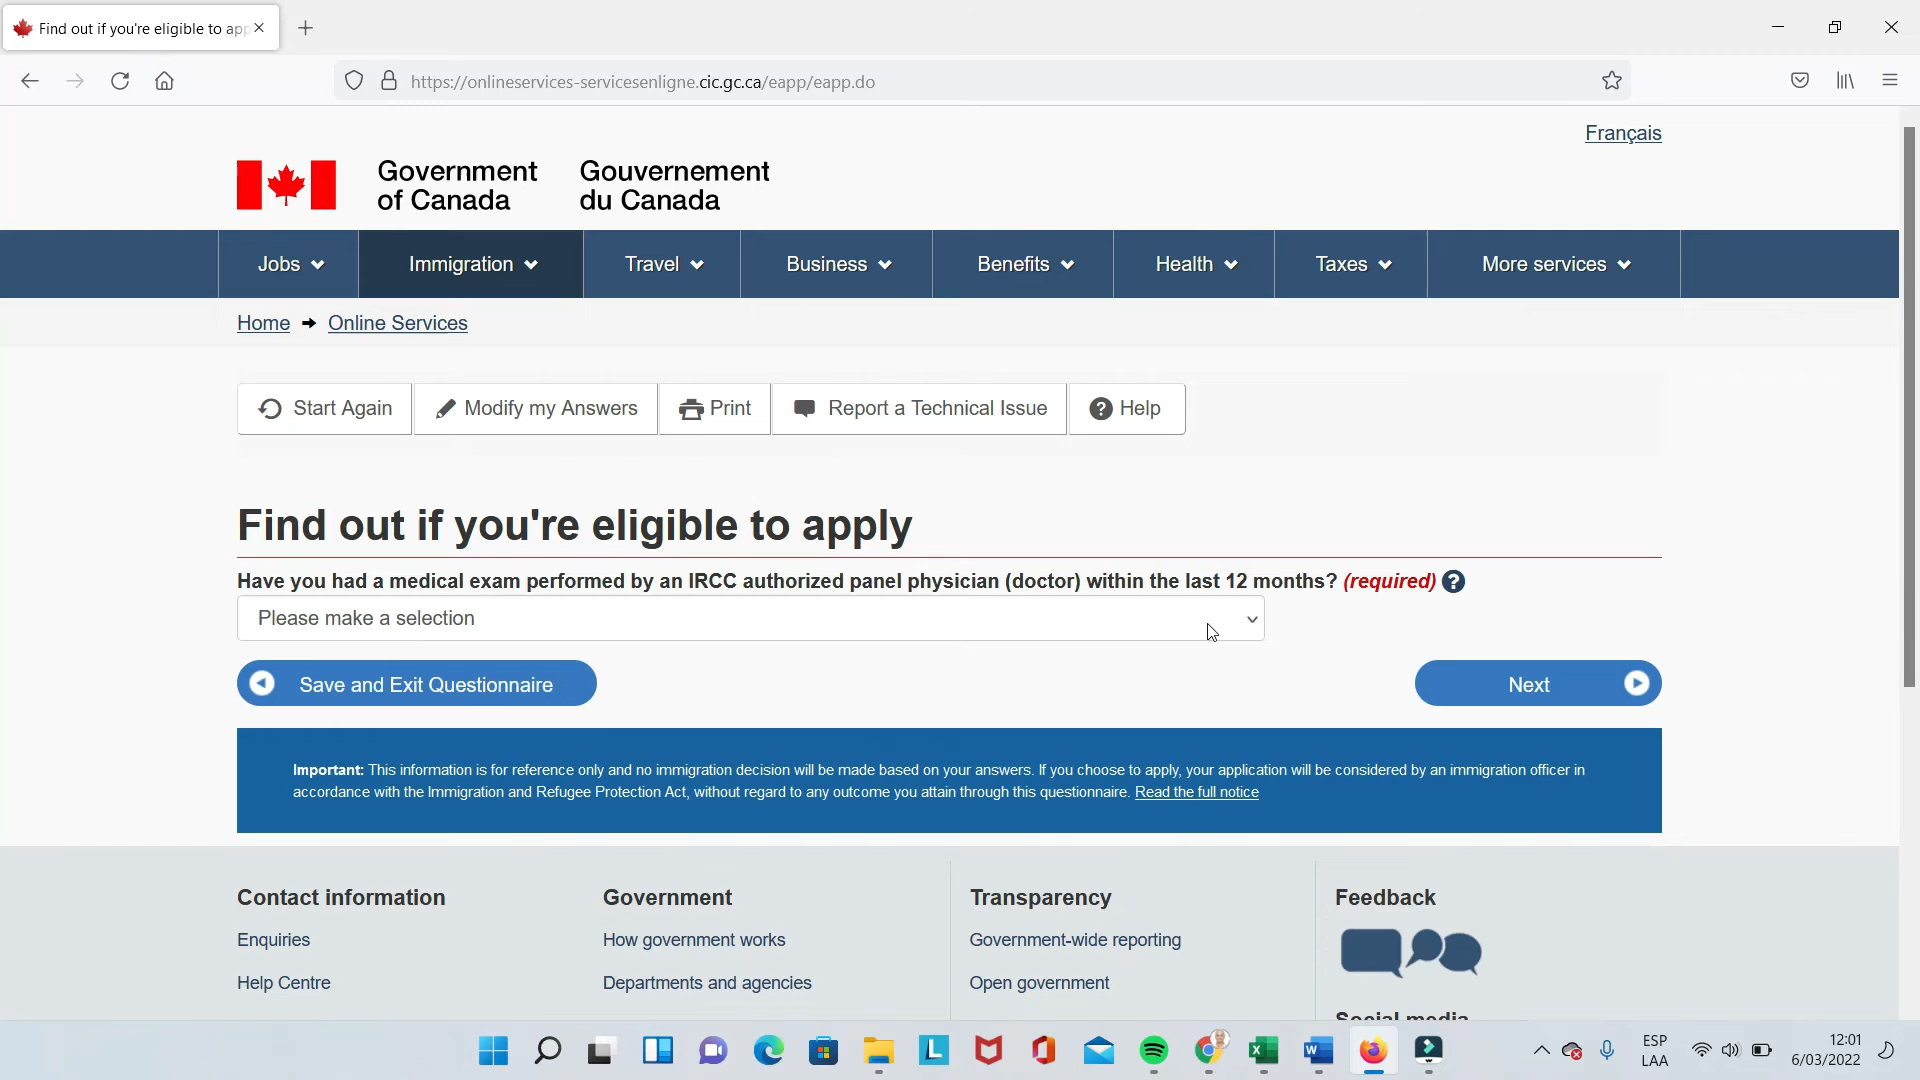 Find out if you're eligible to app
https://onlineservices-servicesenligne.cic.gc.ca/eapp/eapp.do
Français
Government Gouvernement
of Canada du Canada
Jobs Immigration Travel Business Benefits Health Taxes More services
Home Online Services
Start Again Modify my Answers Print Report a Technical Issue Help
Find out if you're eligible to apply
Have you had a medical exam performed by an IRCC authorized panel physician (doctor) within the last 12 months? (required)
Please make a selection
Save and Exit Questionnaire Next
Important: This information is for reference only and no immigration decision will be made based on your answers. If you choose to apply, your application will be considered by an immigration officer in
accordance with the Immigration and Refugee Protection Act, without regard to any outcome you attain through this questionnaire. Read the full notice
Contact information Government Transparency Feedback
Enquiries How government works Government-wide reporting
Help Centre Departments and agencies Open government
Social media
ESP 12:01
LAA 6/03/2022